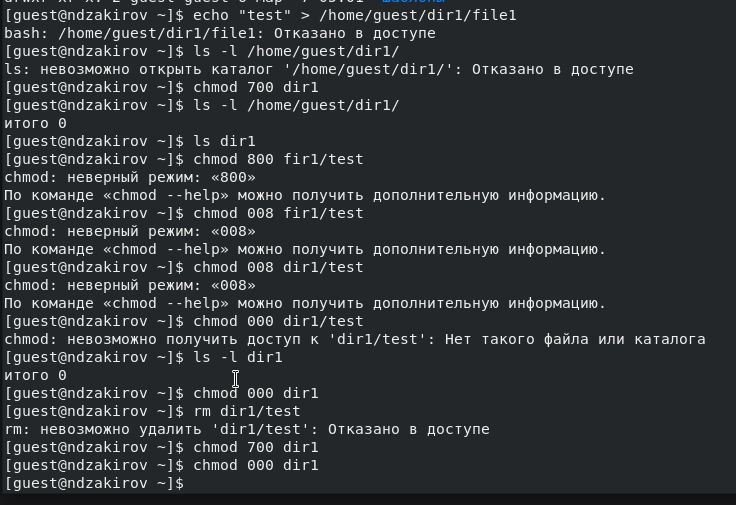 [guest@ndzakirov ~]$ echo "test" > /home/guest/dir1/file1
bash: /home/guest/dir1/file1: Отказано в доступе
[guest@ndzakirov ~]$ ls -l /home/guest/dir1/
ls: невозможно открыть каталог '/home/guest/dir1/': Отказано в доступе
[guest@ndzakirov ~]$ chmod 700 dir1
[guest@ndzakirov ~]$ ls -l /home/guest/dir1/
итого 0
[guest@ndzakirov ~]$ ls dir1
[guest@ndzakirov ~]$ chmod 800 fir1/test
chmod: неверный режим: «800»
По команде «chmod --help» можно получить дополнительную информацию.
[guest@ndzakirov ~]$ chmod 008 fir1/test
chmod: неверный режим: «008»
По команде «chmod --help» можно получить дополнительную информацию.
[guest@ndzakirov ~]$ chmod 008 dir1/test
chmod: неверный режим: «008»
По команде «chmod --help» можно получить дополнительную информацию.
[guest@ndzakirov ~]$ chmod 000 dir1/test
chmod: невозможно получить доступ к 'dir1/test': Нет такого файла или каталога
[guest@ndzakirov ~]$ ls -l dir1
итого 0
[guest@ndzakirov ~]$ chmod 000 dir1
[guest@ndzakirov ~]$ rm dir1/test
rm: невозможно удалить 'dir1/test': Отказано в доступе
[guest@ndzakirov ~]$ chmod 700 dir1
[guest@ndzakirov ~]$ chmod 000 dir1
[guest@ndzakirov ~]$